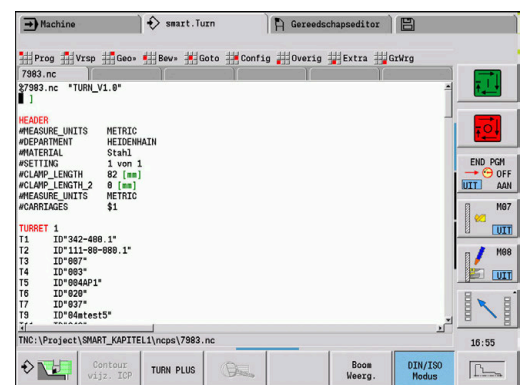 Machine
smart.Turn
Gereedschapseditor
Prog Vrsp Geo» Bew» Goto Config Overig Extra GrWrg
7983.nc
%7983.nc "TURN_V1.0"
[ ]
HEADER
#MEASURE_UNITS METRIC
#DEPARTMENT HEIDENHAIN
#MATERIAL Stahl
#SETTING 1 von 1
#CLAMP_LENGTH 82 [mm]
#CLAMP_LENGTH_2 0 [mm]
#MEASURE_UNITS METRIC
#CARRIAGES $1
TURRET 1
T1 ID"342-400.1"
T2 ID"111-80-080.1"
T3 ID"007"
T4 ID"003"
T5 ID"004AP1"
T6 ID"020"
T7 ID"037"
T9 ID"04mtest5"
TNC:\Project\SMART_KAPITEL1\ncps\7983.nc
END PGM
OFF
UIT AAN
M07
UIT
M08
UIT
16:55
Contour
vijz. ICP
TURN PLUS
Boom
Weerg.
DIN/ISO
Modus